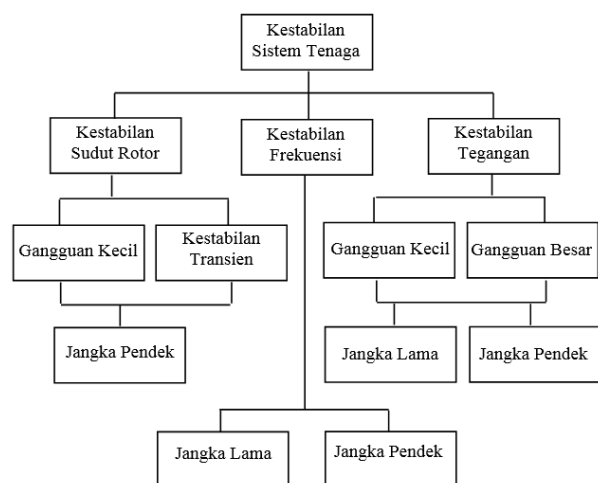 Kestabilan
Sistem Tenaga
Kestabilan
Sudut Rotor
Kestabilan
Frekuensi
Kestabilan
Tegangan
Gangguan Kecil
Kestabilan
Transien
Gangguan Kecil
Gangguan Besar
Jangka Pendek
Jangka Lama
Jangka Pendek
Jangka Lama
Jangka Pendek